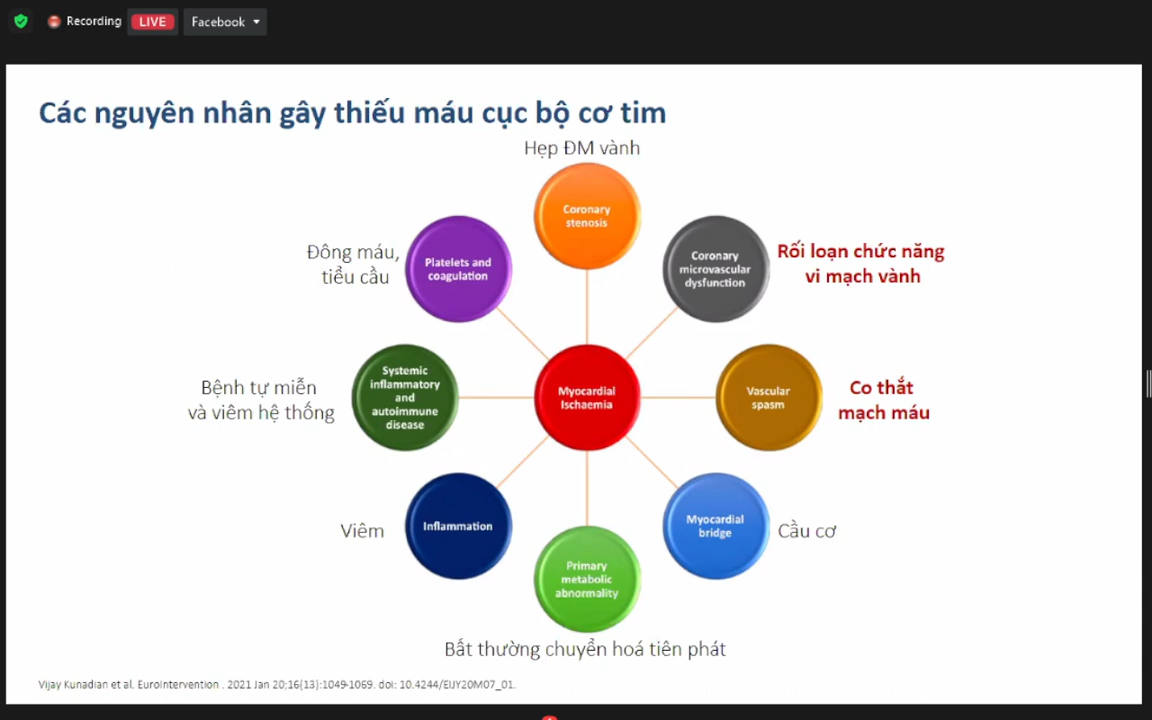 Recording
LIVE
Facebook
Các nguyên nhân gây thiếu máu cục bộ cơ tim
Hẹp ĐM vành
Coronary
stenosis
Đông máu,
tiểu cầu
Platelets and
coagulation
Coronary
microvascular
dysfunction
Rối loạn chức năng
vi mạch vành
Bệnh tự miễn
và viêm hệ thống
Systemic
inflammatory
and
autoimmune
disease
Myocardial
Ischaemia
Vascular
spasm
Co thắt
mạch máu
Viêm
Inflammation
Myocardial
bridge
Cầu cơ
Primary
metabolic
abnormality
Bất thường chuyển hoá tiên phát
Vijay Kunadian et al. EuroIntervention . 2021 Jan 20;16(13):1049-1069. doi: 10.4244/EIJY20M07_01.